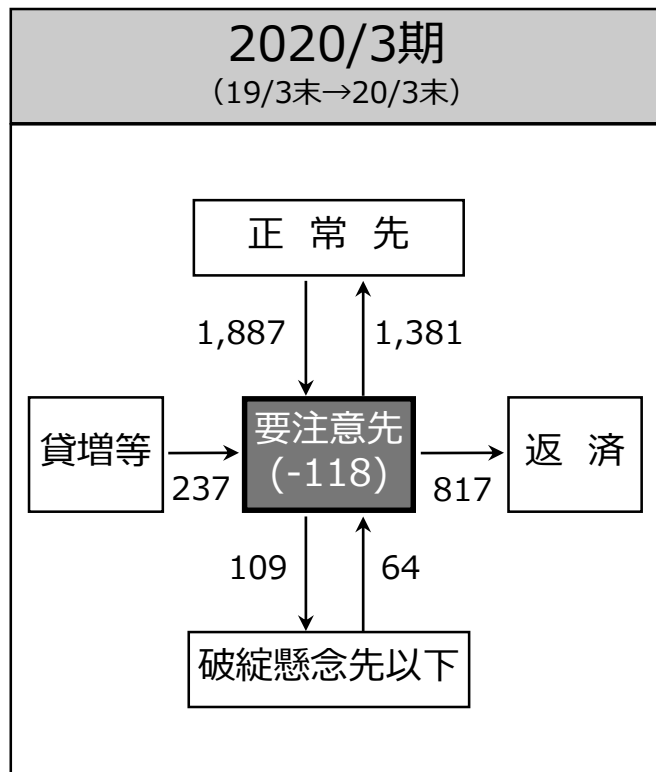 2020/3期
（19/3末→20/3末）
正 常 先
1,887
1,381
貸増等
237
要注意先
(-118)
817
返 済
109
64
破綻懸念先以下